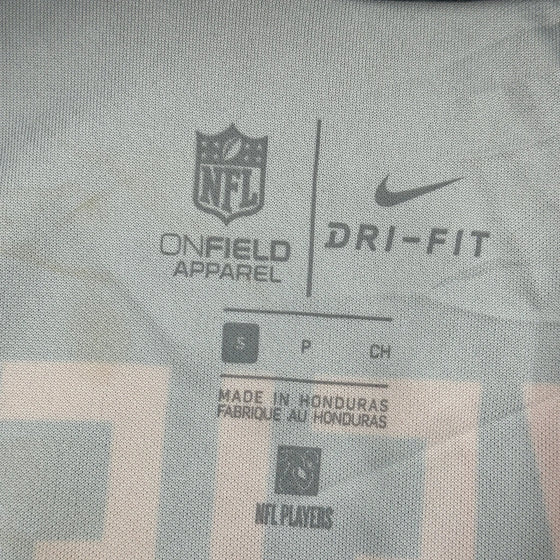 NFL
ONFIELD
APPAREL
DRI-FIT
S P CH
MADE IN HONDURAS
FABRIQUE AU HONDURAS
NFL PLAYERS